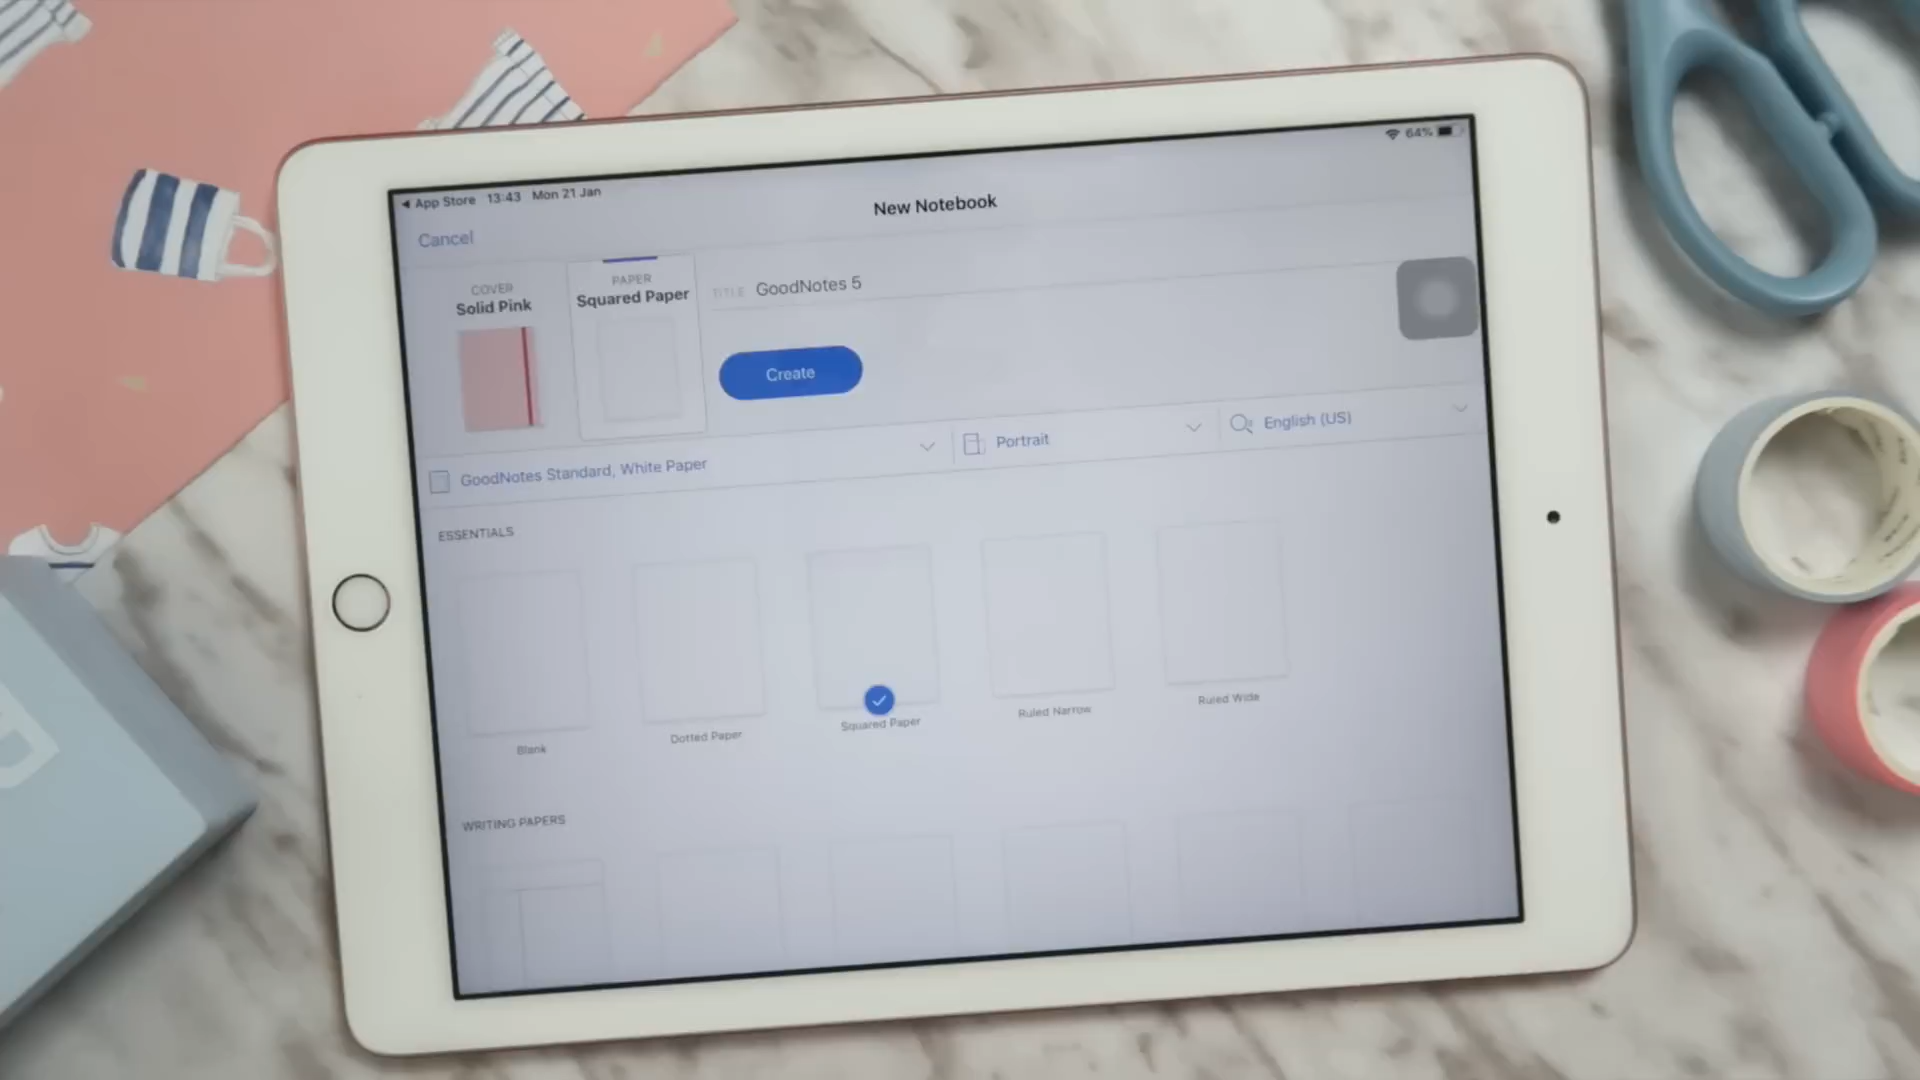 App Store 13:43 Mon 21 Jan
64%
Cancel
New Notebook
COVER
Solid Pink
PAPER
Squared Paper
TITLE GoodNotes 5
Create
GoodNotes Standard, White Paper
Portrait
English (US)
ESSENTIALS
Blank
Dotted Paper
Squared Paper
Ruled Narrow
Ruled Wide
WRITING PAPERS